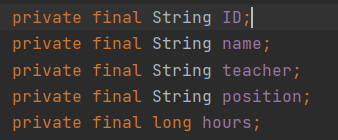 private final String ID;
private final String name;
private final String teacher;
private final String position;
private final long hours;